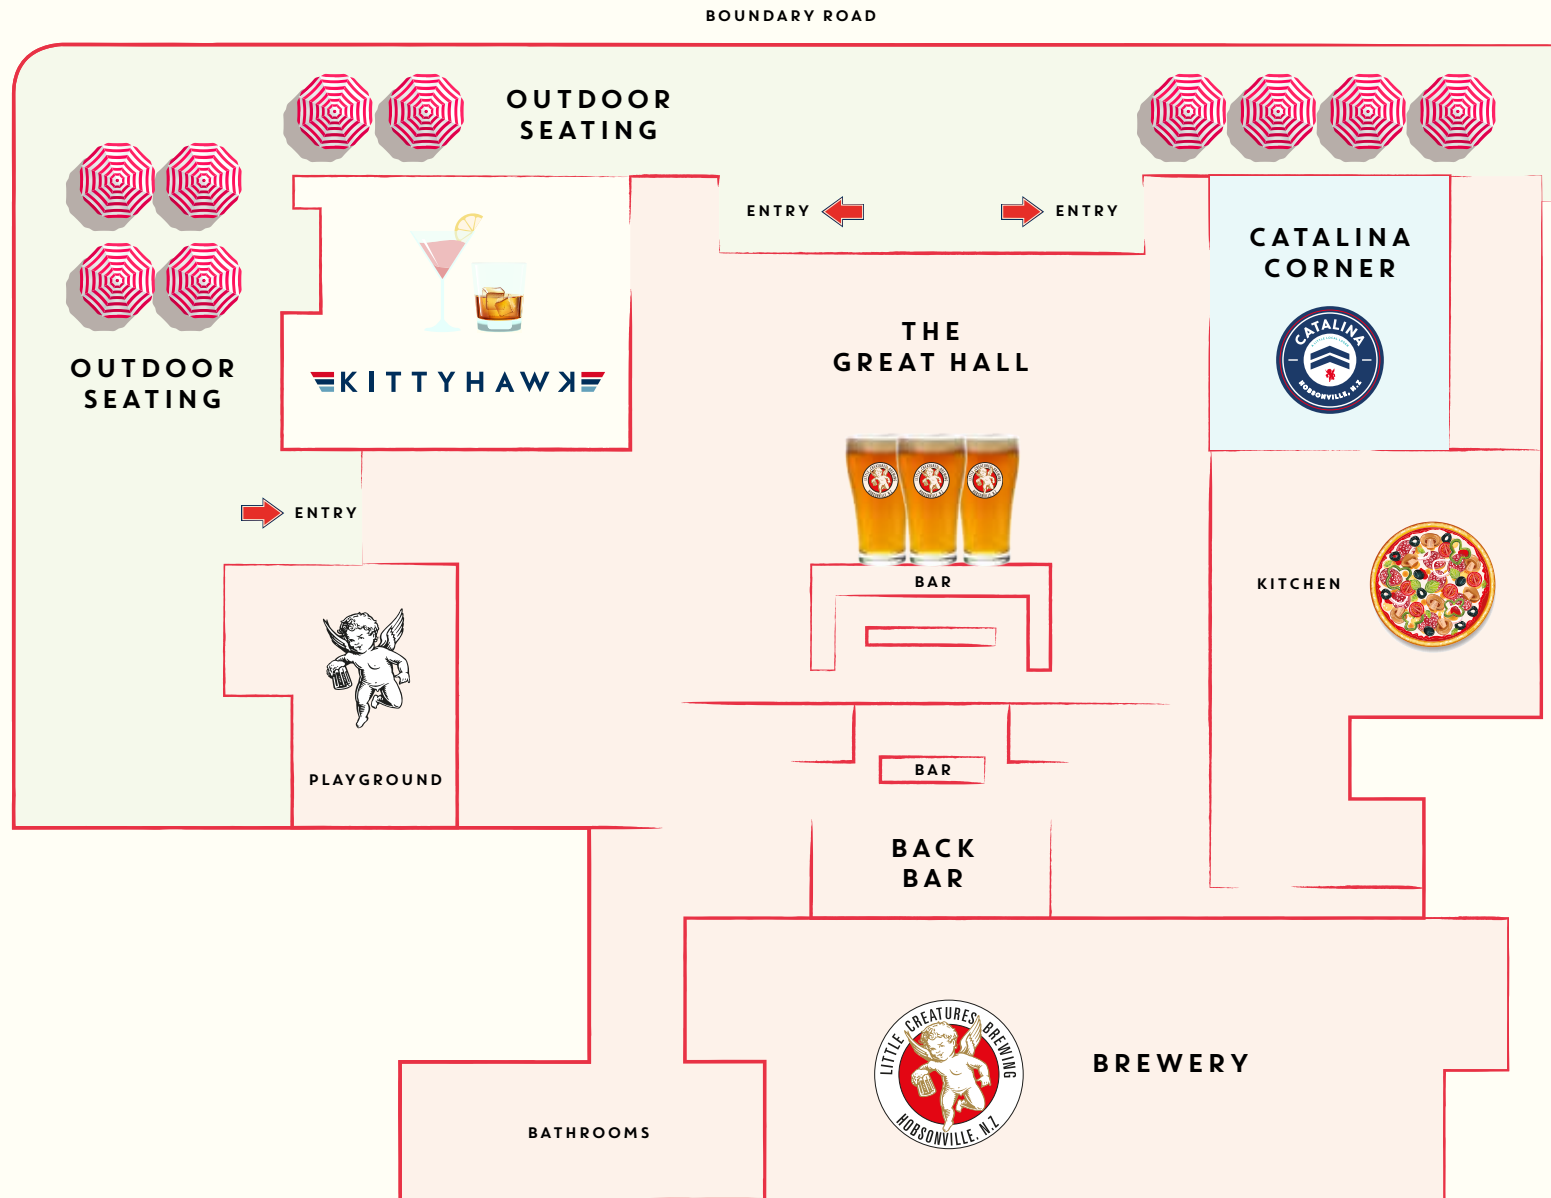 BOUNDARY ROAD
OUTDOOR
SEATING
ENTRY
ENTRY
CATALINA
CORNER
CATALINA
HOBSONVILLE, N.Z
THE
GREAT HALL
OUTDOOR
SEATING
KITTYHAWK
ENTRY
BAR
KITCHEN
PLAYGROUND
BAR
BACK
BAR
LITTLE CREATURES BREWING
HOBSONVILLE, N.Z
BREWERY
BATHROOMS